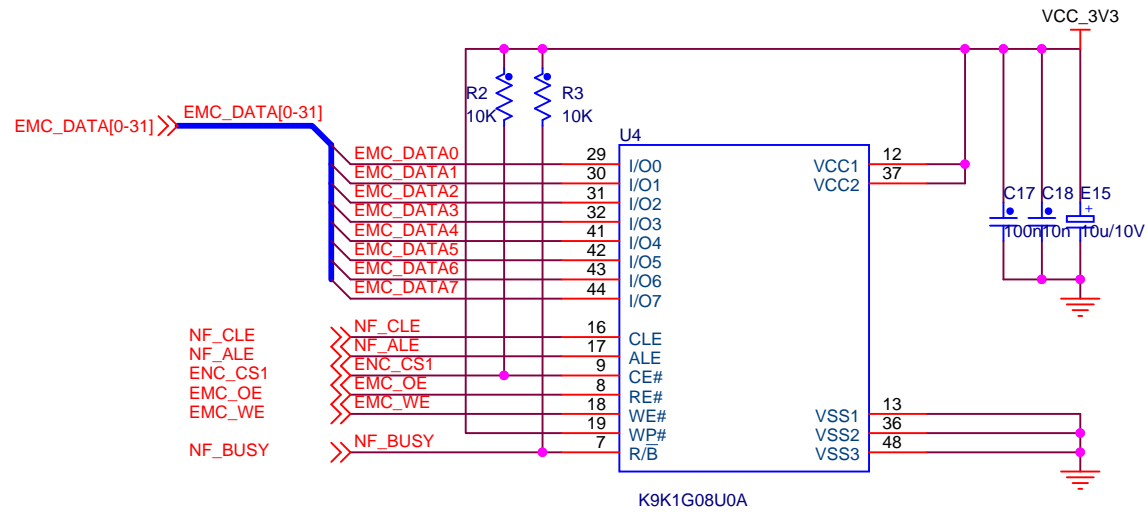 VCC_3V3
EMC_DATA[0-31]
EMC_DATA[0-31]
R2
10K
R3
10K
U4
EMC_DATA0 29 I/O0
EMC_DATA1 30 I/O1
EMC_DATA2 31 I/O2
EMC_DATA3 32 I/O3
EMC_DATA4 41 I/O4
EMC_DATA5 42 I/O5
EMC_DATA6 43 I/O6
EMC_DATA7 44 I/O7
VCC1 12
VCC2 37
C17 C18 E15
100n 10n + 10u/10V
NF_CLE NF_CLE 16 CLE
NF_ALE NF_ALE 17 ALE
ENC_CS1 ENC_CS1 9 CE#
EMC_OE EMC_OE 8 RE#
EMC_WE EMC_WE 18 WE#
19 WP#
NF_BUSY NF_BUSY 7 R/B
VSS1 13
VSS2 36
VSS3 48
K9K1G08U0A